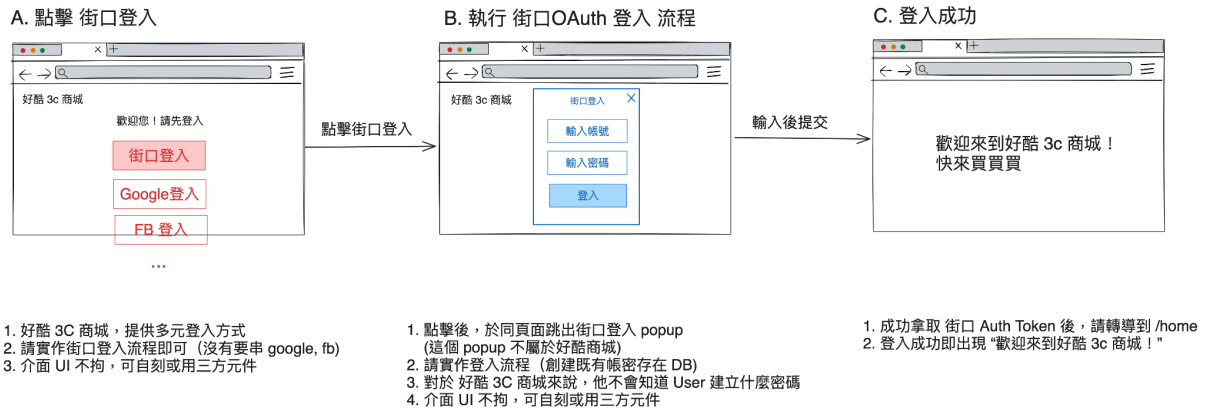 A. 點擊 街口登入
B. 執行 街口OAuth 登入 流程
C. 登入成功
好酷 3c 商城
歡迎您！請先登入
街口登入
Google登入
FB 登入
...
點擊街口登入
好酷 3c 商城
街口登入
輸入帳號
輸入密碼
登入
輸入後提交
歡迎來到好酷 3c 商城！
快來買買買
1. 好酷 3C 商城，提供多元登入方式
2. 請實作街口登入流程即可（沒有要串 google, fb)
3. 介面 UI 不拘，可自刻或用三方元件
1. 點擊後，於同頁面跳出街口登入 popup
(這個 popup 不屬於好酷商城)
2. 請實作登入流程（創建既有帳密存在 DB)
3. 對於 好酷 3C 商城來說，他不會知道 User 建立什麼密碼
4. 介面 UI 不拘，可自刻或用三方元件
1. 成功拿取 街口 Auth Token 後，請轉導到 /home
2. 登入成功即出現 “歡迎來到好酷 3c 商城！”